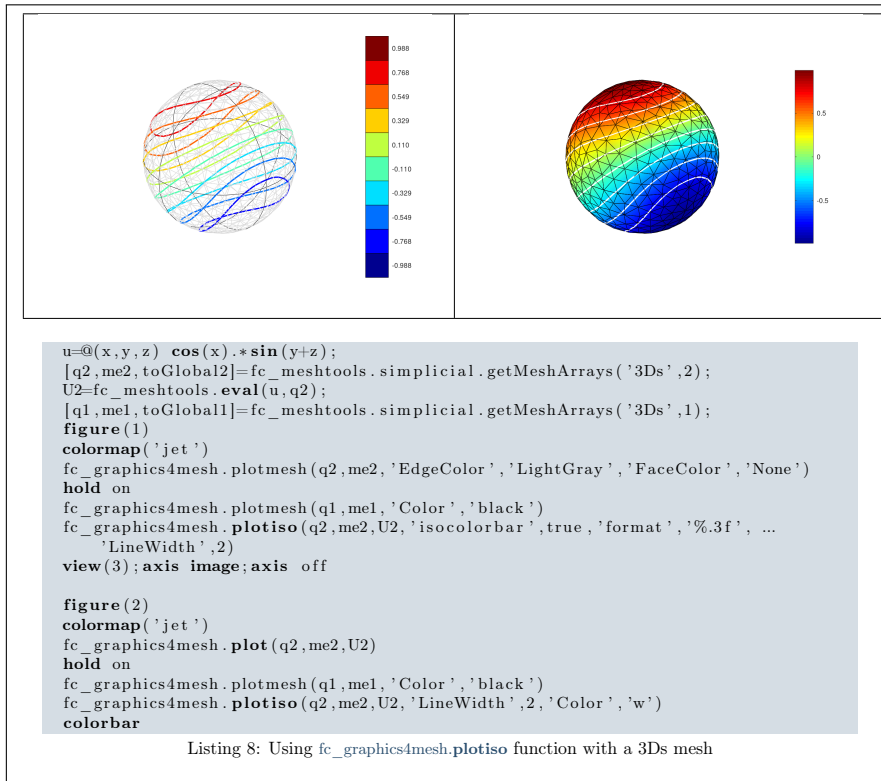 0.988
0.768
0.549
0.329
0.110
-0.110
-0.329
-0.549
-0.768
-0.988
0.5
0
-0.5
u=@(x,y,z) cos(x).*sin(y+z);
[q2,me2,toGlobal2]=fc_meshtools.simplicial.getMeshArrays('3Ds',2);
U2=fc_meshtools.eval(u,q2);
[q1,me1,toGlobal1]=fc_meshtools.simplicial.getMeshArrays('3Ds',1);
figure(1)
colormap('jet')
fc_graphics4mesh.plotmesh(q2,me2,'EdgeColor','LightGray','FaceColor','None')
hold on
fc_graphics4mesh.plotmesh(q1,me1,'Color','black')
fc_graphics4mesh.plotiso(q2,me2,U2,'isocolorbar',true,'format','%.3f', ...
'LineWidth',2)
view(3);axis image;axis off
figure(2)
colormap('jet')
fc_graphics4mesh.plot(q2,me2,U2)
hold on
fc_graphics4mesh.plotmesh(q1,me1,'Color','black')
fc_graphics4mesh.plotiso(q2,me2,U2,'LineWidth',2,'Color','w')
colorbar
Listing 8: Using fc_graphics4mesh.plotiso function with a 3Ds mesh